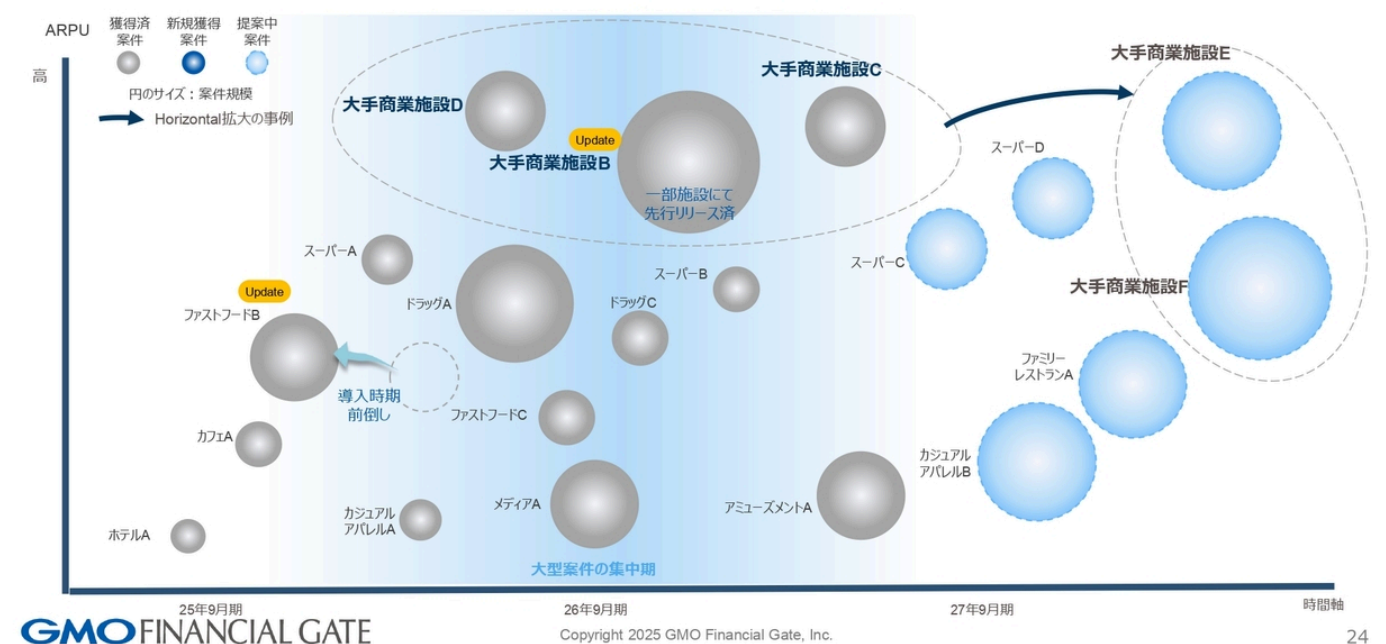 ARPU
高
獲得済
案件
新規獲得
案件
提案中
案件
円のサイズ：案件規模
Horizontal拡大の事例
大手商業施設D
Update
大手商業施設B
一部施設にて
先行リリース済
大手商業施設C
大手商業施設E
スーパーD
スーパーA
スーパーC
スーパーB
Update
ファストフードB
ドラッグA
ドラッグC
大手商業施設F
導入時期
前倒し
ファミリー
レストランA
ファストフードC
カフェA
カジュアル
アパレルB
カジュアル
アパレルA
メディアA
アミューズメントA
ホテルA
大型案件の集中期
25年9月期
26年9月期
27年9月期
時間軸
GMO FINANCIAL GATE
Copyright 2025 GMO Financial Gate, Inc.
24